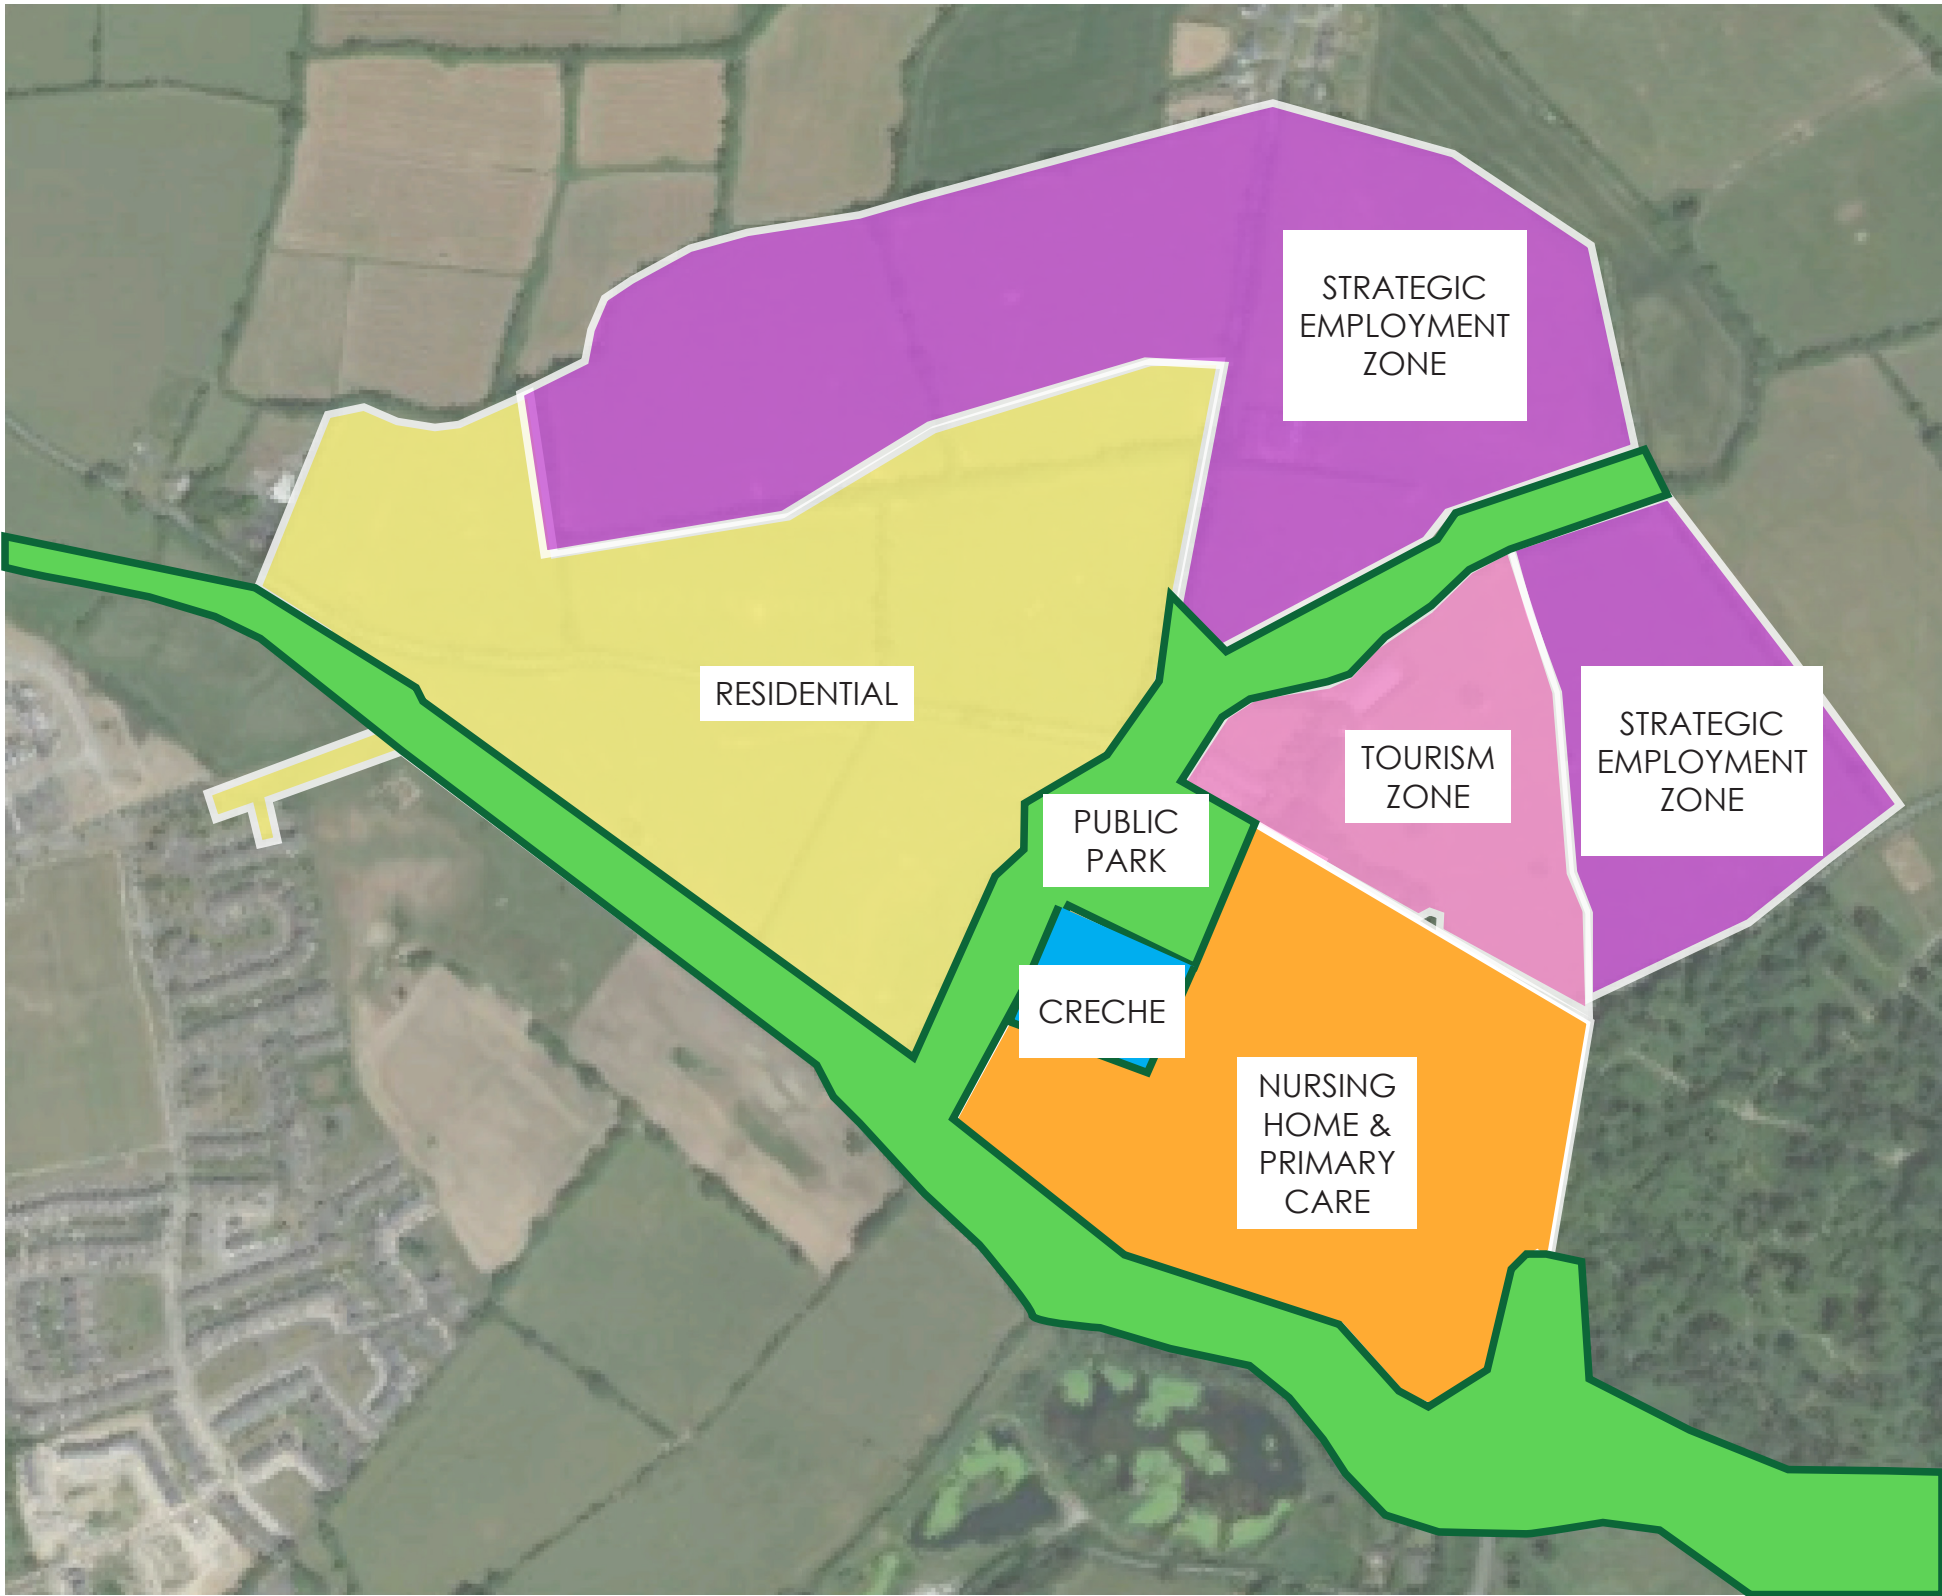 STRATEGIC
EMPLOYMENT
ZONE
RESIDENTIAL
STRATEGIC
EMPLOYMENT
ZONE
TOURISM
ZONE
PUBLIC
PARK
CRECHE
NURSING
HOME &
PRIMARY
CARE